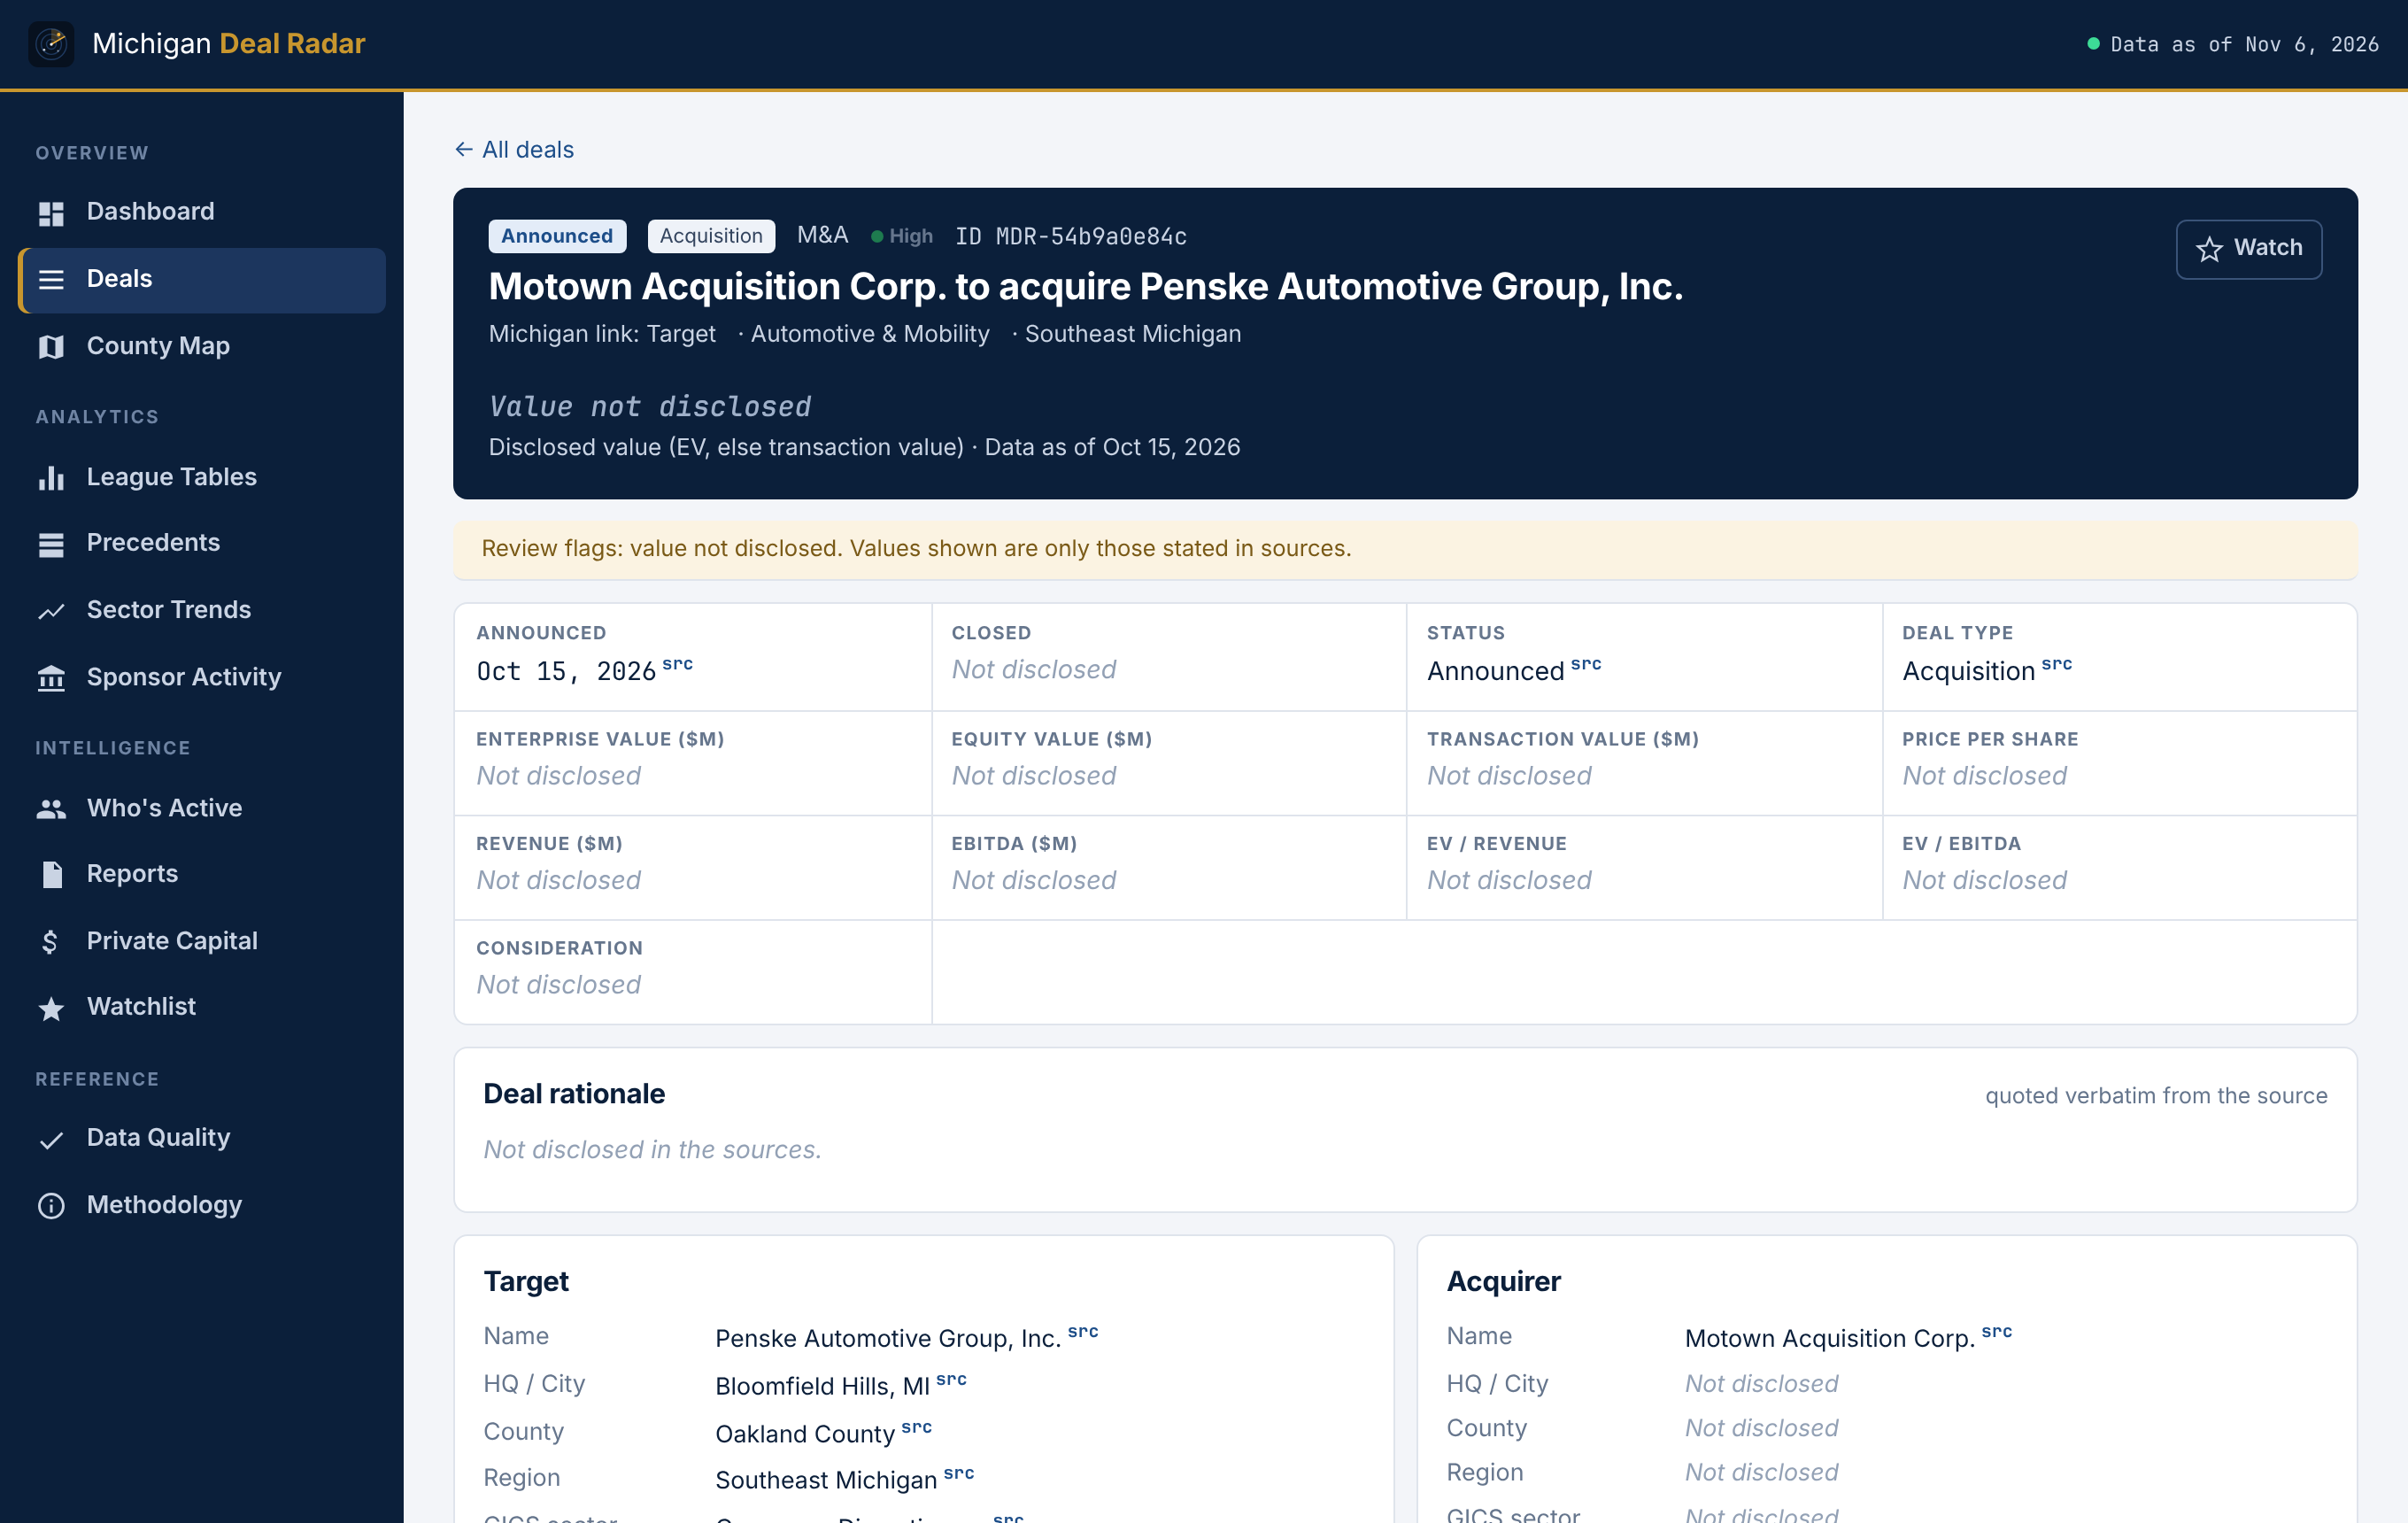 Michigan Deal Radar
Data as of Nov 6, 2026
OVERVIEW
Dashboard
Deals
County Map
ANALYTICS
League Tables
Precedents
Sector Trends
Sponsor Activity
INTELLIGENCE
Who's Active
Reports
Private Capital
Watchlist
REFERENCE
Data Quality
Methodology
← All deals
Announced Acquisition M&A High ID MDR-54b9a0e84c
Watch
Motown Acquisition Corp. to acquire Penske Automotive Group, Inc.
Michigan link: Target · Automotive & Mobility · Southeast Michigan
Value not disclosed
Disclosed value (EV, else transaction value) · Data as of Oct 15, 2026
Review flags: value not disclosed. Values shown are only those stated in sources.
ANNOUNCED
Oct 15, 2026 src
CLOSED
Not disclosed
STATUS
Announced src
DEAL TYPE
Acquisition src
ENTERPRISE VALUE ($M)
Not disclosed
EQUITY VALUE ($M)
Not disclosed
TRANSACTION VALUE ($M)
Not disclosed
PRICE PER SHARE
Not disclosed
REVENUE ($M)
Not disclosed
EBITDA ($M)
Not disclosed
EV / REVENUE
Not disclosed
EV / EBITDA
Not disclosed
CONSIDERATION
Not disclosed
Deal rationale
quoted verbatim from the source
Not disclosed in the sources.
Target
Name Penske Automotive Group, Inc. src
HQ / City Bloomfield Hills, MI src
County Oakland County src
Region Southeast Michigan src
GICS sector src
Acquirer
Name Motown Acquisition Corp. src
HQ / City Not disclosed
County Not disclosed
Region Not disclosed
GICS sector Not disclosed